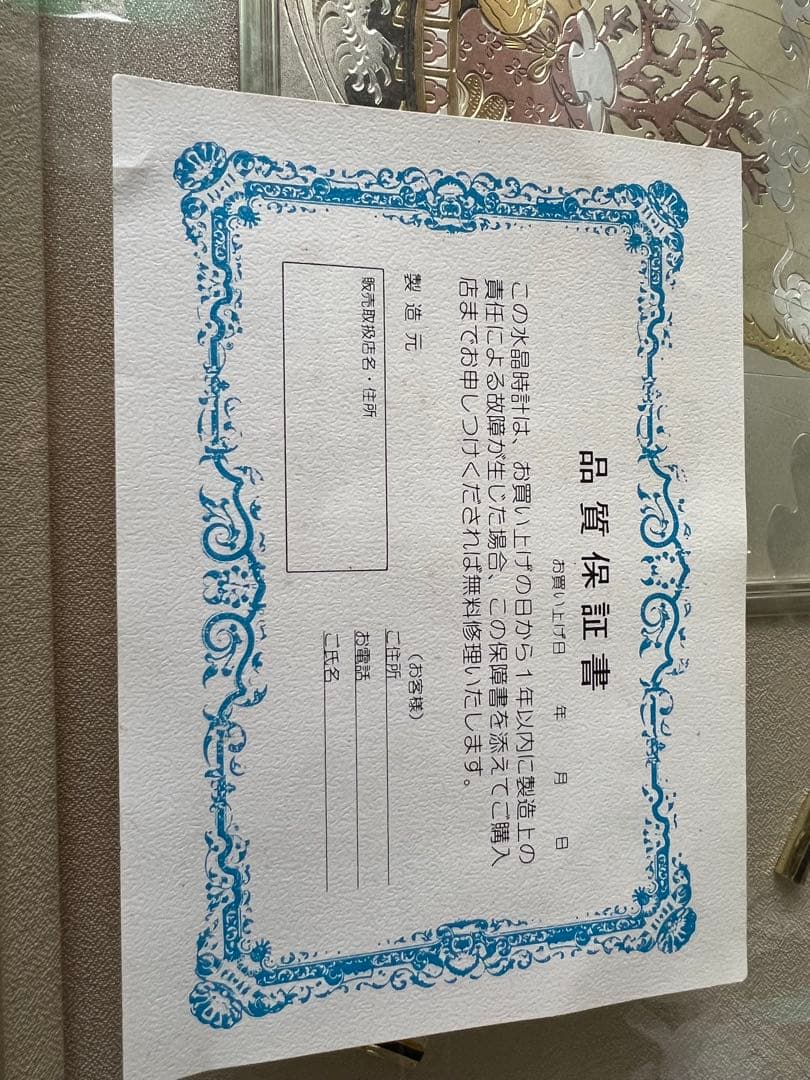 品質保証書
お買い上げ日　　年　　月　　日
この水晶時計は、お買い上げの日から1年以内に製造上の
責任による故障が生じた場合、この保障書を添えてご購入
店までお申しつけくだされば無料修理いたします。
製造元
販売取扱店名・住所
(お客様)
ご住所
お電話
ご氏名